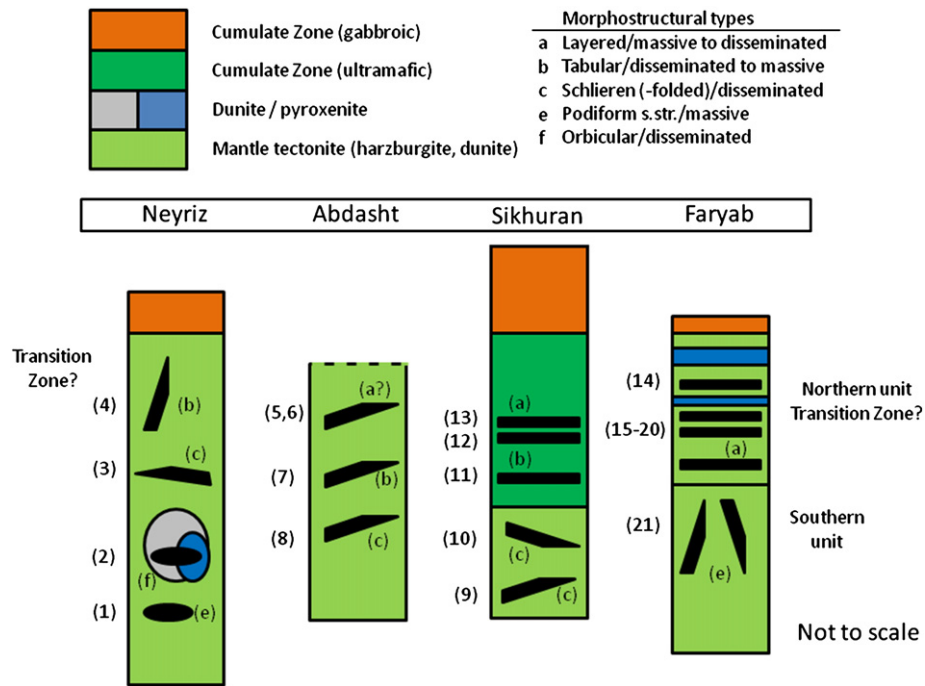 Cumulate Zone (gabbroic)
Cumulate Zone (ultramafic)
Dunite / pyroxenite
Mantle tectonite (harzburgite, dunite)
Morphostructural types
a Layered/massive to disseminated
b Tabular/disseminated to massive
c Schlieren (-folded)/disseminated
e Podiform s.str./massive
f Orbicular/disseminated
Neyriz Abdasht Sikhuran Faryab
Transition
Zone?
(4)
(b)
(3)
(c)
(2)
(f)
(1)
(e)
(5,6)
(a?)
(7)
(b)
(8)
(c)
(13)
(a)
(12)
(11)
(b)
(10)
(c)
(9)
(c)
(14)
(15-20)
(a)
(21)
(e)
Northern unit
Transition Zone?
Southern
unit
Not to scale